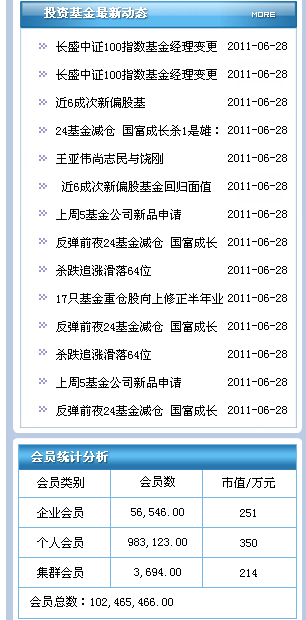 投资基金最新动态 MORE
长盛中证100指数基金经理变更 2011-06-28
长盛中证100指数基金经理变更 2011-06-28
近6成次新偏股基 2011-06-28
24基金减仓 国富成长杀1是雄： 2011-06-28
王亚伟尚志民与饶刚 2011-06-28
近6成次新偏股基金回归面值 2011-06-28
上周5基金公司新品申请 2011-06-28
反弹前夜24基金减仓 国富成长 2011-06-28
杀跌追涨滑落64位 2011-06-28
17只基金重仓股向上修正半年业 2011-06-28
反弹前夜24基金减仓 国富成长 2011-06-28
杀跌追涨滑落64位 2011-06-28
上周5基金公司新品申请 2011-06-28
反弹前夜24基金减仓 国富成长 2011-06-28
会员统计分析
会员类别 会员数 市值/万元
企业会员 56,546.00 251
个人会员 983,123.00 350
集群会员 3,694.00 214
会员总数：102,465,466.00